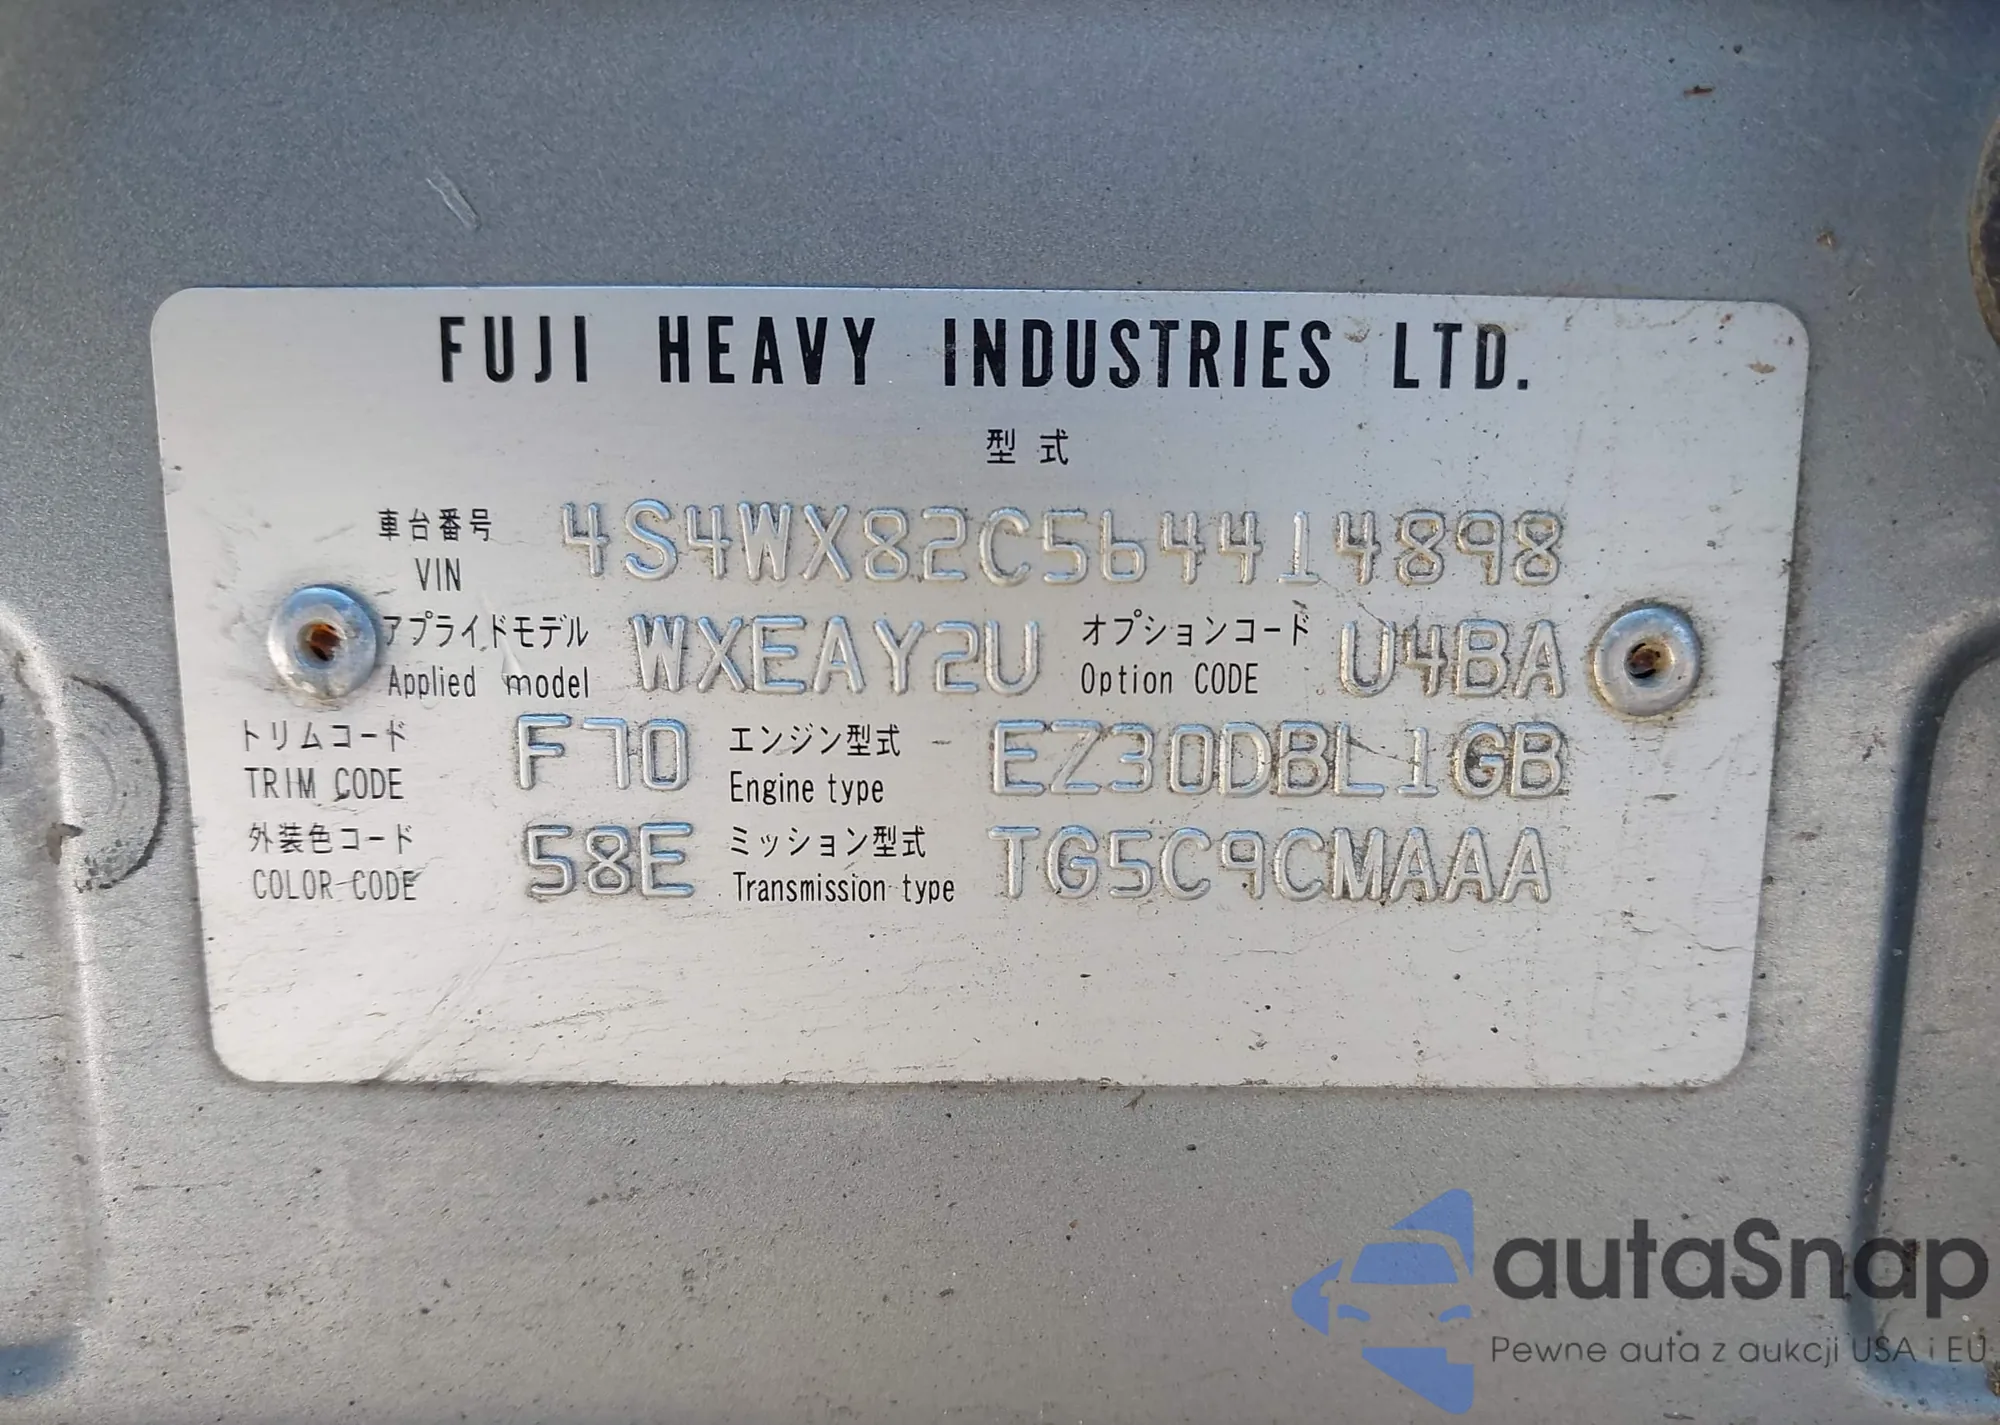 FUJI HEAVY INDUSTRIES LTD.
型式
車台番号 4S4WX82C564414898
VIN
アプライドモデル WXEAY2U オプションコード U4BA
Applied model Option CODE
トリムコード F70 エンジン型式 EZ30DBL1GB
TRIM CODE Engine type
外装色コード 58E ミッション型式 TG5C9CMAAA
COLOR CODE Transmission type
autaSnap
Pewne auta z aukcji USA i EU